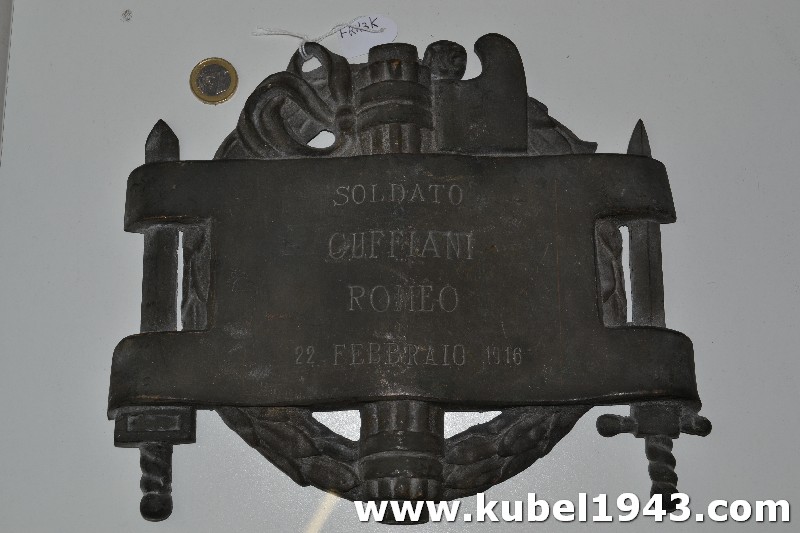 SOLDATO
CUFFIANI
ROMEO
22 FEBBRAIO 1916
www.kubel1943.com